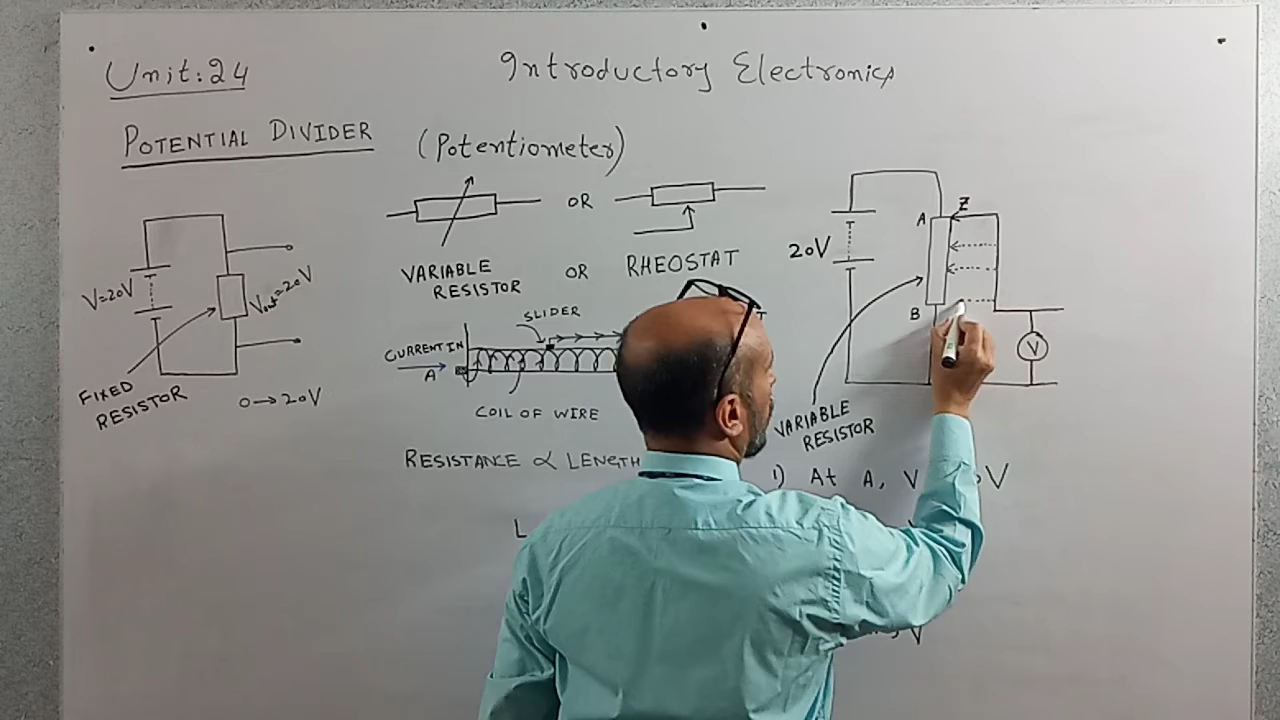 Unit: 24
Introductory Electronics
POTENTIAL DIVIDER
(Potentiometer)
V=20V
Vout=20V
FIXED
RESISTOR
0→20V
OR
VARIABLE
RESISTOR
OR
RHEOSTAT
SLIDER
CURRENT IN
A
COIL OF WIRE
RESISTANCE ∝ LENGTH
L
20V
A
Z
B
V
VARIABLE
RESISTOR
1) At A, V
V
V